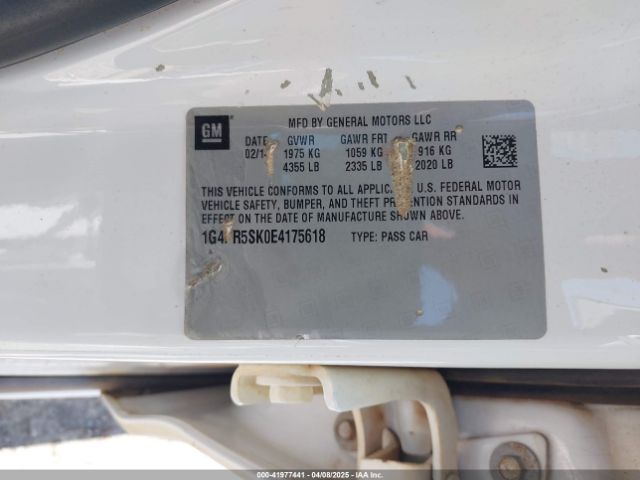 GM
MFD BY GENERAL MOTORS LLC
DATE GVWR GAWR FRT GAWR RR
1975 KG 1059 KG 916 KG
4355 LB 2335 LB 2020 LB
THIS VEHICLE CONFORMS TO ALL U.S. FEDERAL MOTOR
VEHICLE SAFETY, BUMPER, AND THEFT PREVENTION STANDARDS IN
EFFECT ON THE DATE OF MANUFACTURE SHOWN ABOVE.
TYPE: PASS CAR
000-41977441 - 04/08/2025 - IAA Inc.